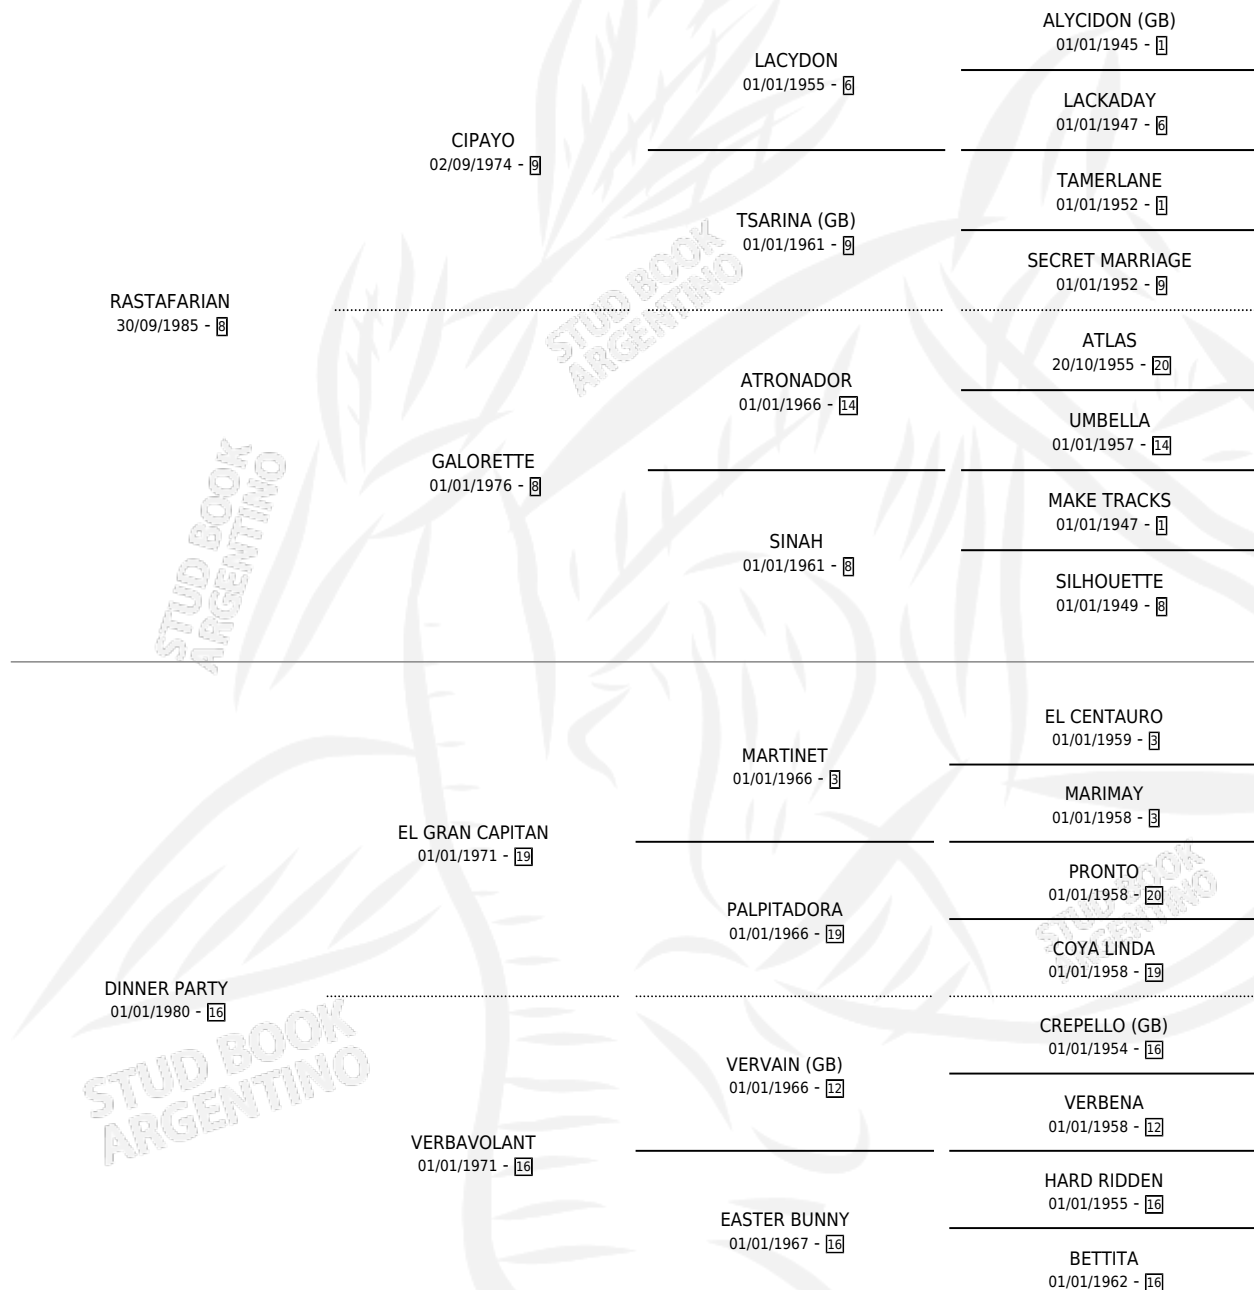 ALYCIDON (GB)
01/01/1945 - 1
LACYDON
01/01/1955 - 6
LACKADAY
01/01/1947 - 6
CIPAYO
02/09/1974 - 9
TAMERLANE
01/01/1952 - 1
TSARINA (GB)
01/01/1961 - 9
SECRET MARRIAGE
01/01/1952 - 9
RASTAFARIAN
30/09/1985 - 8
STUD BOOK
ARGENTINO
ATLAS
20/10/1955 - 20
ATRONADOR
01/01/1966 - 14
UMBELLA
01/01/1957 - 14
GALORETTE
01/01/1976 - 8
MAKE TRACKS
01/01/1947 - 1
SINAH
01/01/1961 - 8
SILHOUETTE
01/01/1949 - 8
STUD BOOK
ARGENTINO
EL CENTAURO
01/01/1959 - 3
MARTINET
01/01/1966 - 3
MARIMAY
01/01/1958 - 3
EL GRAN CAPITAN
01/01/1971 - 19
PRONTO
01/01/1958 - 20
PALPITADORA
01/01/1966 - 19
COYA LINDA
01/01/1958 - 19
STUD BOOK
ARGENTINO
DINNER PARTY
01/01/1980 - 16
CREPELLO (GB)
01/01/1954 - 16
VERVAIN (GB)
01/01/1966 - 12
VERBENA
01/01/1958 - 12
STUD BOOK
ARGENTINO
VERBAVOLANT
01/01/1971 - 16
HARD RIDDEN
01/01/1955 - 16
EASTER BUNNY
01/01/1967 - 16
BETTITA
01/01/1962 - 16